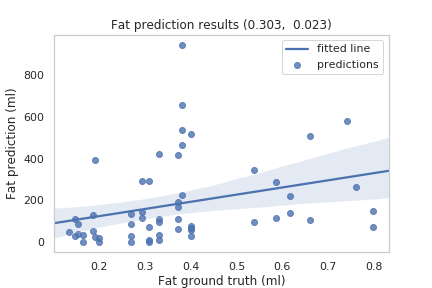 Fat prediction results (0.303,  0.023)
fitted line
predictions
Fat prediction (ml)
800
600
400
200
0
0.2 0.3 0.4 0.5 0.6 0.7 0.8
Fat ground truth (ml)